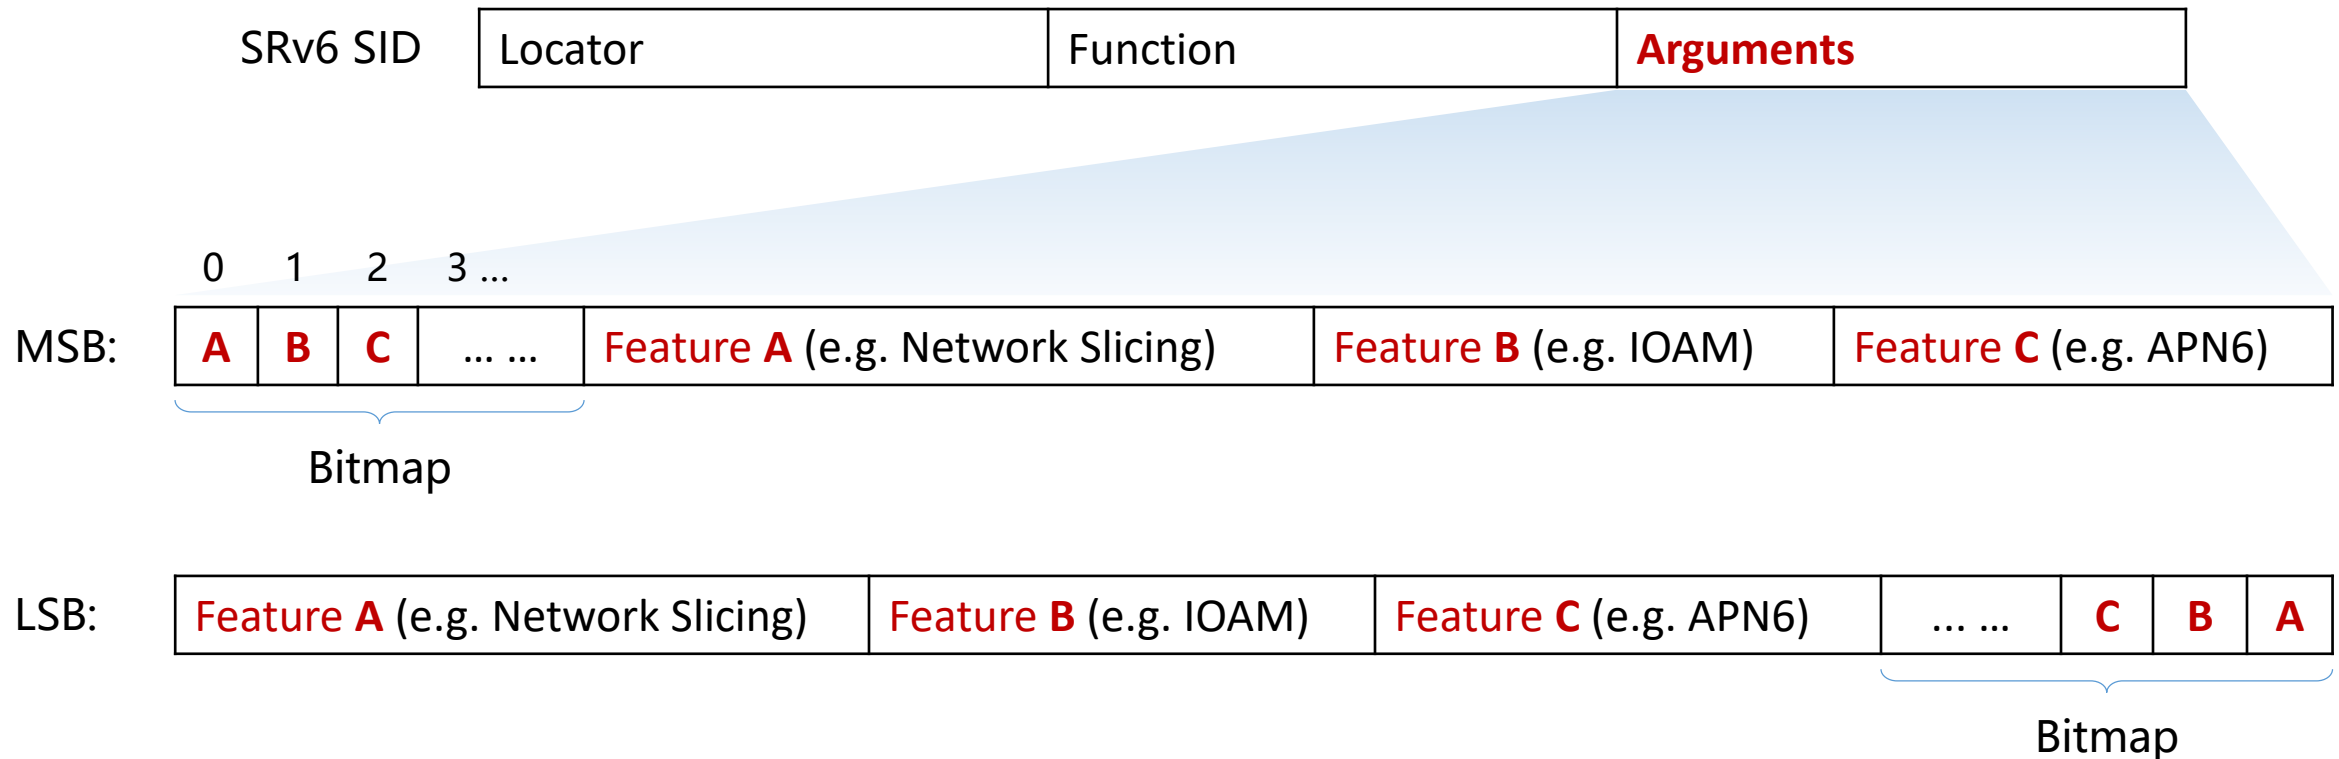 SRv6 SID Locator Function Arguments
0 1 2 3 ...
MSB: A B C ... ... Feature A (e.g. Network Slicing) Feature B (e.g. IOAM) Feature C (e.g. APN6)
Bitmap
LSB: Feature A (e.g. Network Slicing) Feature B (e.g. IOAM) Feature C (e.g. APN6) ... ... C B A
Bitmap